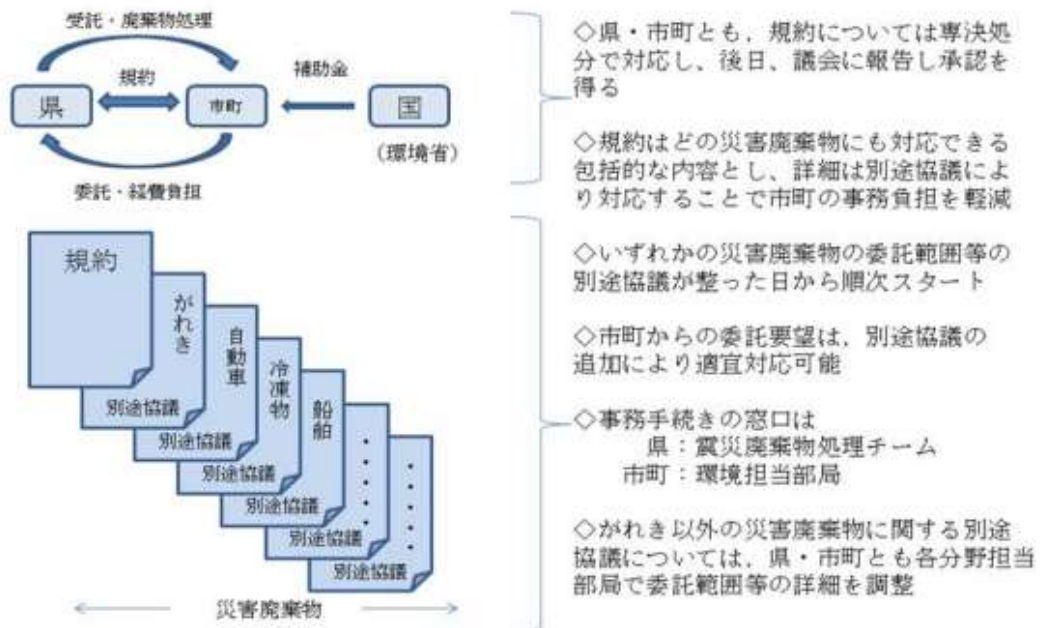 受託・廃棄物処理
規約
補助金
県
市町
国
(環境省)
委託・経費負担
規約
がれき
別途協議
自動車
別途協議
冷凍物
別途協議
船舶
別途協議
・・・・・
別途協議
・・・・・
別途協議
災害廃棄物
◇県・市町とも、規約については専決処
分で対応し、後日、議会に報告し承認を
得る
◇規約はどの災害廃棄物にも対応できる
包括的な内容とし、詳細は別途協議によ
り対応することで市町の事務負担を軽減
◇いずれかの災害廃棄物の委託範囲等の
別途協議が整った日から順次スタート
◇市町からの委託要望は、別途協議の
追加により適宜対応可能
◇事務手続きの窓口は
県：震災廃棄物処理チーム
市町：環境担当部局
◇がれき以外の災害廃棄物に関する別途
協議については、県・市町とも各分野担当
部局で委託範囲等の詳細を調整